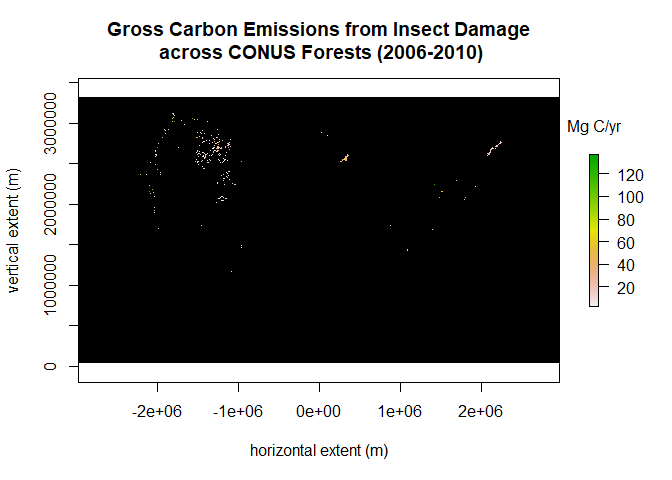 Gross Carbon Emissions from Insect Damage
across CONUS Forests (2006-2010)
Mg C/yr
120
100
80
60
40
20
vertical extent (m)
3000000
2000000
1000000
0
-2e+06 -1e+06 0e+00 1e+06 2e+06
horizontal extent (m)